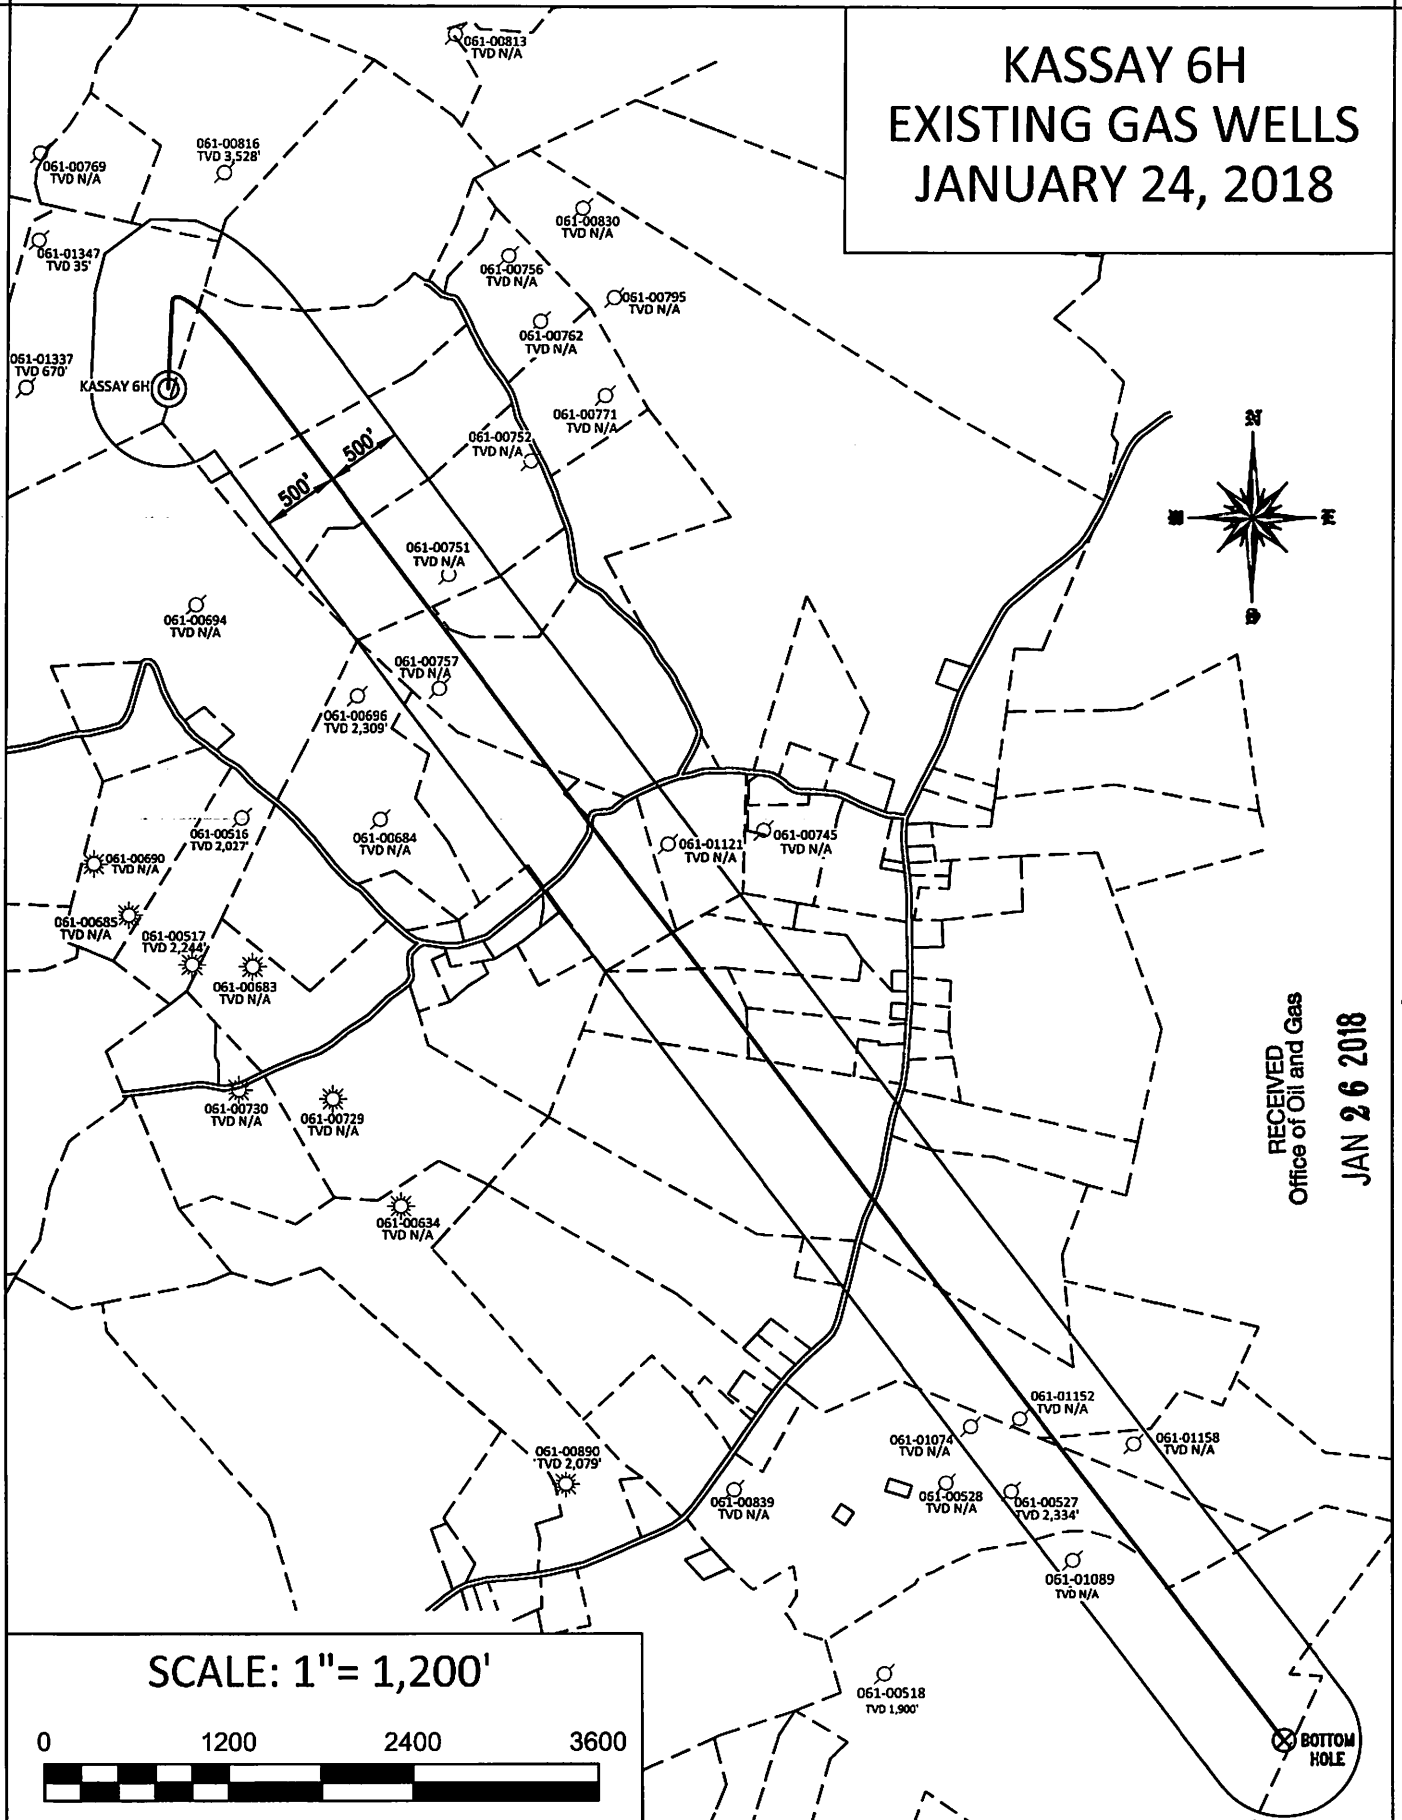 KASSAY 6H
EXISTING GAS WELLS
JANUARY 24, 2018
061-00813
TVD N/A
061-00816
TVD 3,528'
061-00769
TVD N/A
061-00830
TVD N/A
061-01347
TVD 35'
061-00756
TVD N/A
061-00795
TVD N/A
061-00762
TVD N/A
061-01337
TVD 670'
KASSAY 6H
061-00771
TVD N/A
061-00752
TVD N/A
500'
500'
N
W
E
S
061-00751
TVD N/A
061-00694
TVD N/A
061-00757
TVD N/A
061-00696
TVD 2,309'
061-00516
TVD 2,027'
061-00684
TVD N/A
061-01121
TVD N/A
061-00745
TVD N/A
061-00690
TVD N/A
061-00685
TVD N/A
061-00517
TVD 2,244'
061-00683
TVD N/A
RECEIVED
Office of Oil and Gas
JAN 26 2018
061-00730
TVD N/A
061-00729
TVD N/A
061-00634
TVD N/A
061-01152
TVD N/A
061-01074
TVD N/A
061-01158
TVD N/A
061-00890
TVD 2,079'
061-00839
TVD N/A
061-00528
TVD N/A
061-00527
TVD 2,334'
061-01089
TVD N/A
061-00518
TVD 1,900'
BOTTOM
HOLE
SCALE: 1"= 1,200'
0 1200 2400 3600